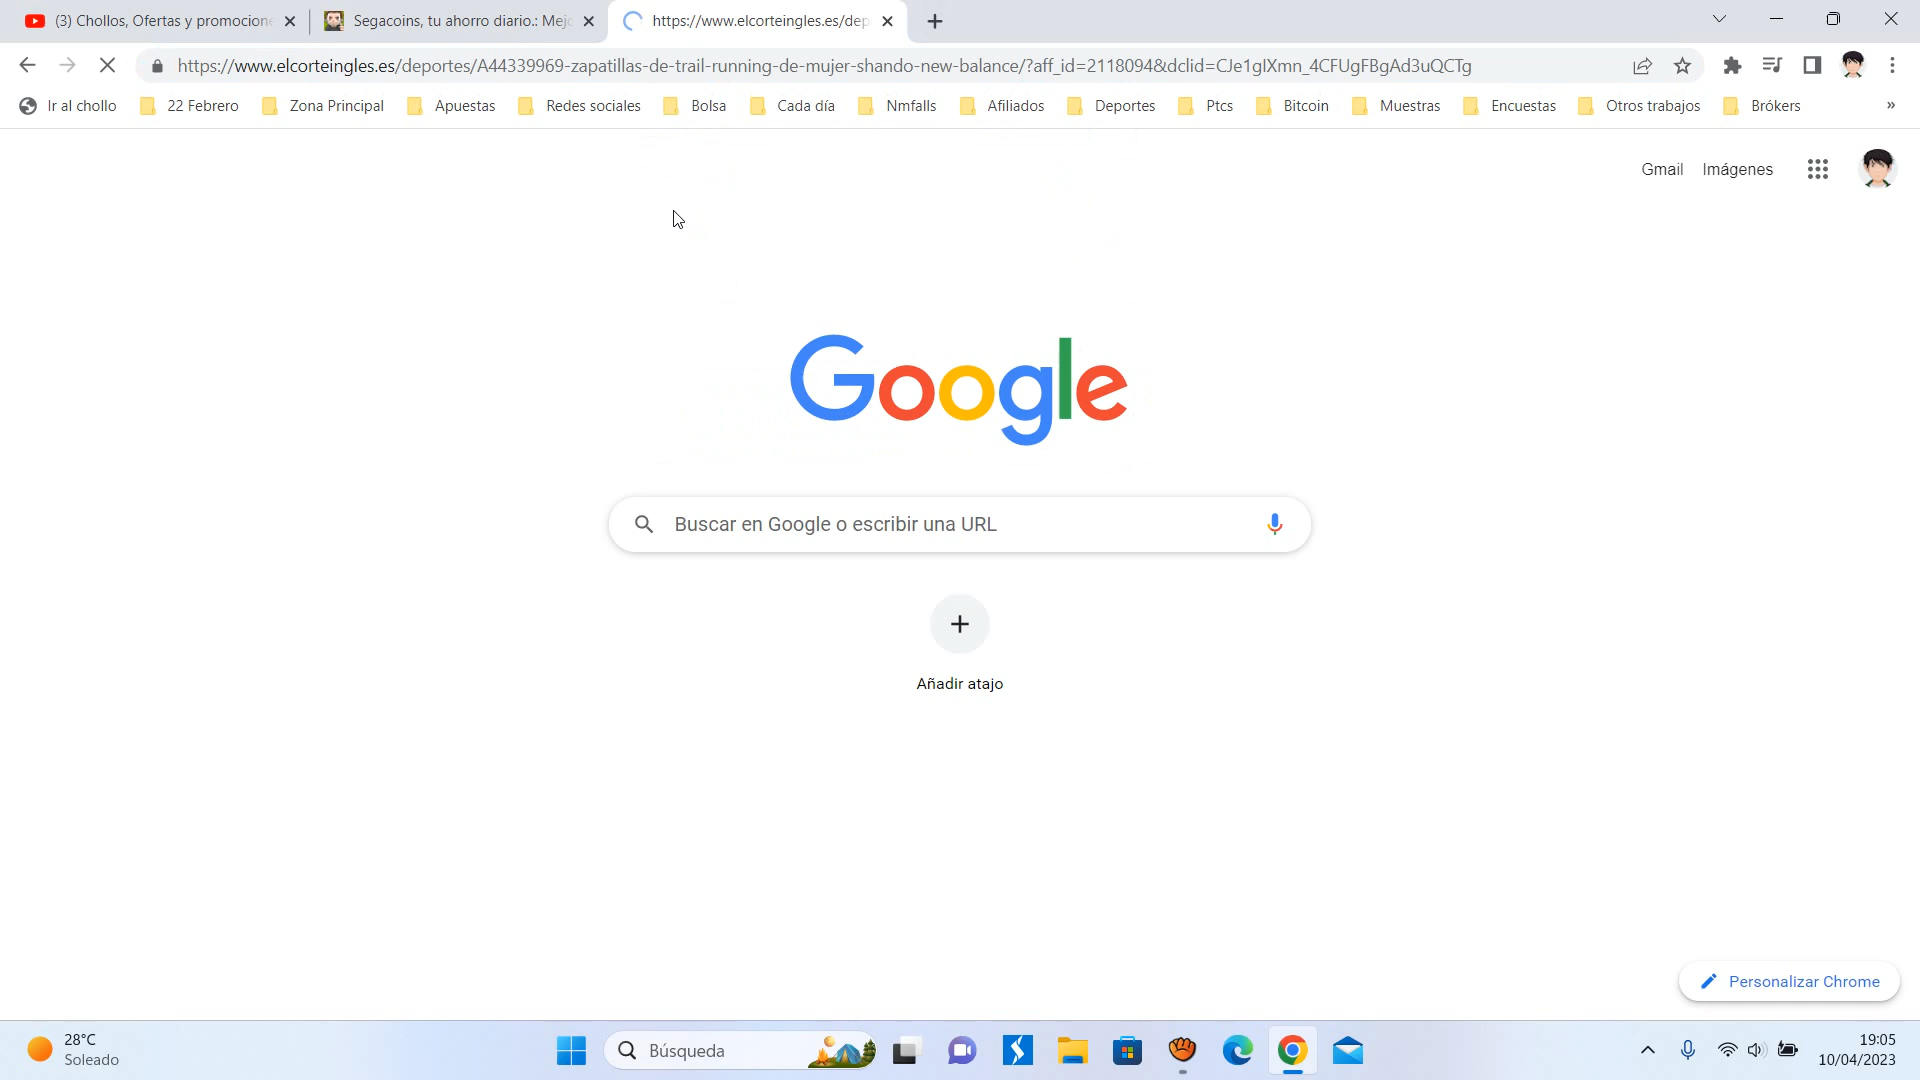 (3) Chollos, Ofertas y promocione
Segacoins, tu ahorro diario.: Mejo
https://www.elcorteingles.es/dep
https://www.elcorteingles.es/deportes/A44339969-zapatillas-de-trail-running-de-mujer-shando-new-balance/?aff_id=2118094&dclid=CJe1gIXmn_4CFUgFBgAd3uQCTg
Ir al chollo 22 Febrero Zona Principal Apuestas Redes sociales Bolsa Cada día Nmfalls Afiliados Deportes Ptcs Bitcoin Muestras Encuestas Otros trabajos Brókers »
Gmail Imágenes
Google
Buscar en Google o escribir una URL
Añadir atajo
Personalizar Chrome
28°C
Soleado
Búsqueda
19:05
10/04/2023